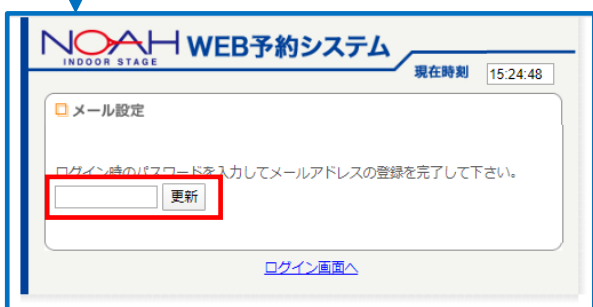 NOAH WEB予約システム
INDOOR STAGE
現在時刻 15:24:48
メール設定
ログイン時のパスワードを入力してメールアドレスの登録を完了して下さい。
更新
ログイン画面へ